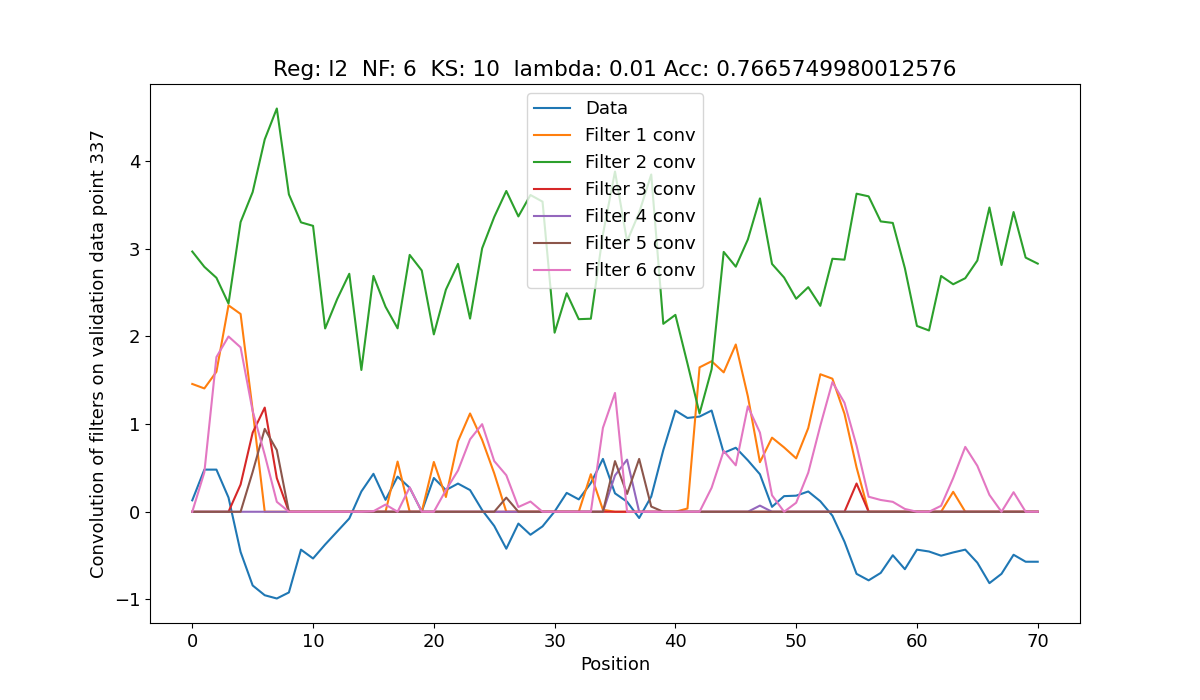 Reg: l2 NF: 6 KS: 10 lambda: 0.01 Acc: 0.7665749980012576
Convolution of filters on validation data point 337
Data
Filter 1 conv
Filter 2 conv
Filter 3 conv
Filter 4 conv
Filter 5 conv
Filter 6 conv
4
3
2
1
0
−1
0 10 20 30 40 50 60 70
Position